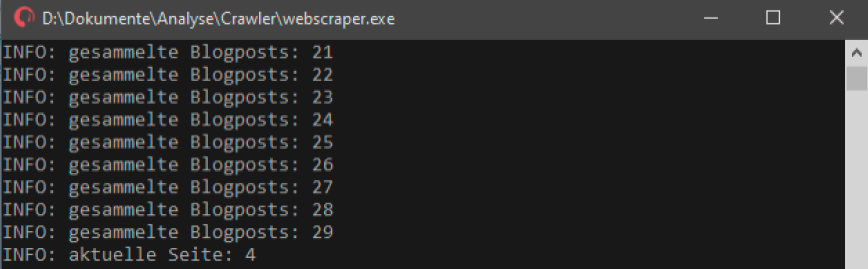 D:\Dokumente\Analyse\Crawler\webscraper.exe
INFO: gesammelte Blogposts: 21
INFO: gesammelte Blogposts: 22
INFO: gesammelte Blogposts: 23
INFO: gesammelte Blogposts: 24
INFO: gesammelte Blogposts: 25
INFO: gesammelte Blogposts: 26
INFO: gesammelte Blogposts: 27
INFO: gesammelte Blogposts: 28
INFO: gesammelte Blogposts: 29
INFO: aktuelle Seite: 4